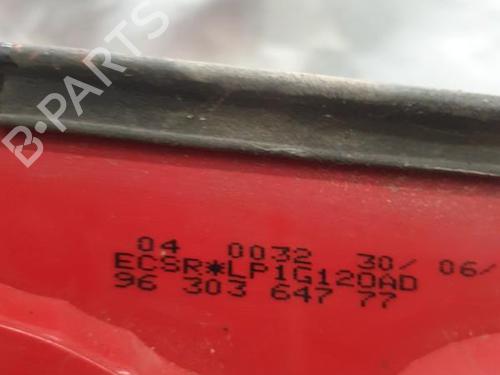 B-PARTS
04 0032 30/ 06/
ECSR*LP1G120AD
96 303 647 77